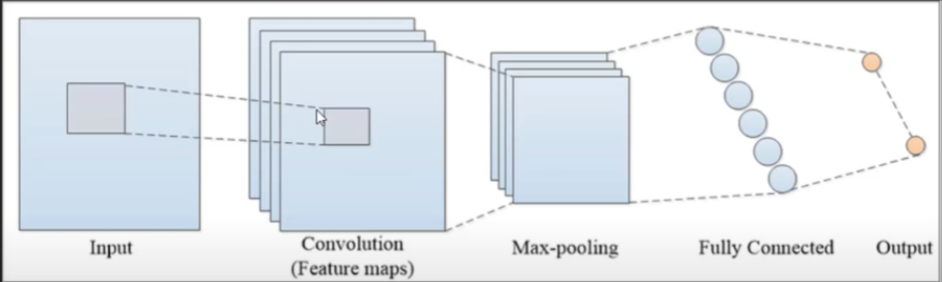 Input
Convolution
(Feature maps)
Max-pooling
Fully Connected
Output